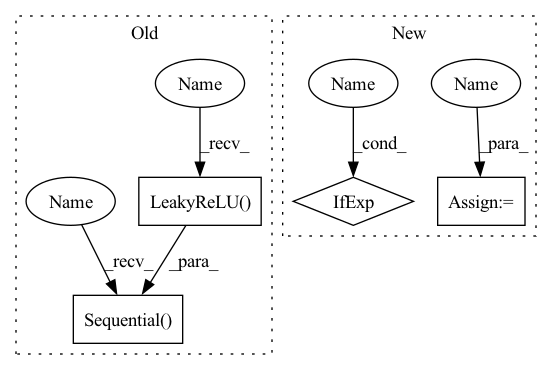 Old
New
Name
Name
Name
_recv_
_cond_
_para_
Name
LeakyReLU()
IfExp
Assign:=
_recv_
_para_
Sequential()